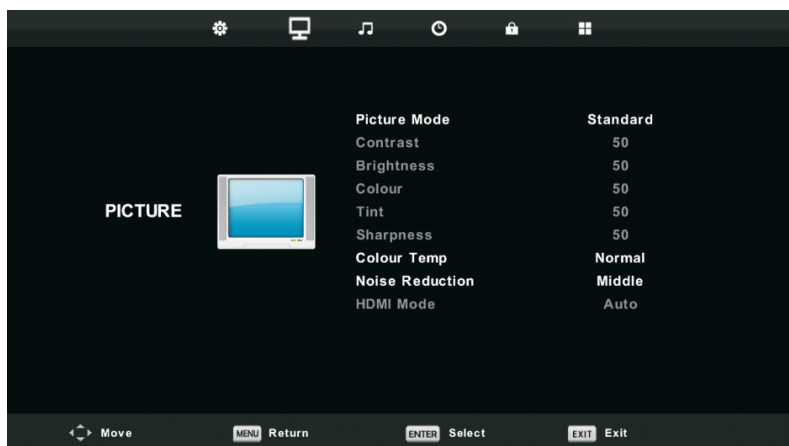 Picture Mode Standard
Contrast 50
Brightness 50
Colour 50
PICTURE
Tint 50
Sharpness 50
Colour Temp Normal
Noise Reduction Middle
HDMI Mode Auto
Move MENU Return ENTER Select EXIT Exit